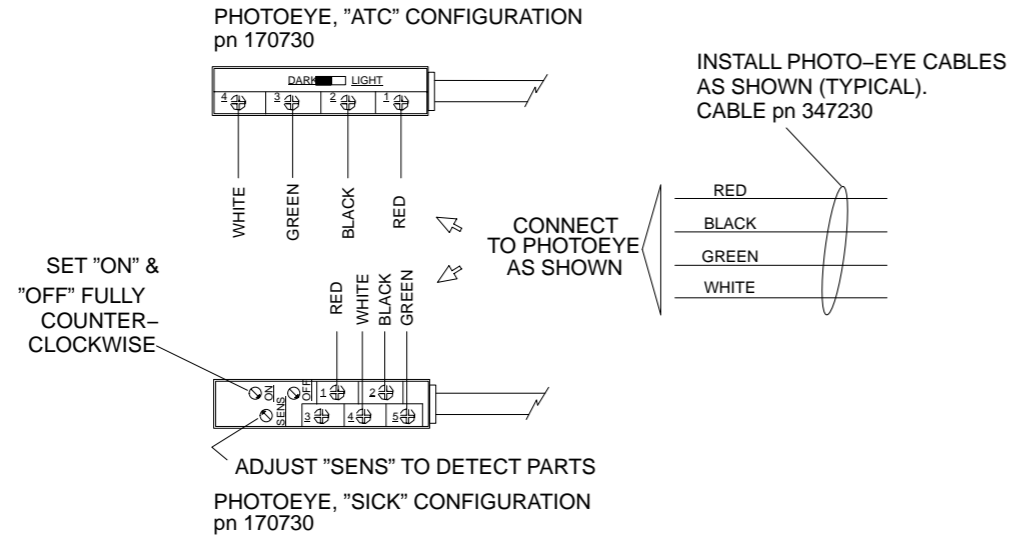 PHOTOEYE, ”ATC” CONFIGURATION
pn 170730
DARK LIGHT
4 3 2 1
WHITE
GREEN
BLACK
RED
INSTALL PHOTO–EYE CABLES
AS SHOWN (TYPICAL).
CABLE pn 347230
RED
BLACK
GREEN
WHITE
CONNECT
TO PHOTOEYE
AS SHOWN
SET ”ON” &
”OFF” FULLY
COUNTER–
CLOCKWISE
RED
WHITE
BLACK
GREEN
ON
OFF
SENS
1 2
3 4 5
ADJUST ”SENS” TO DETECT PARTS
PHOTOEYE, ”SICK” CONFIGURATION
pn 170730